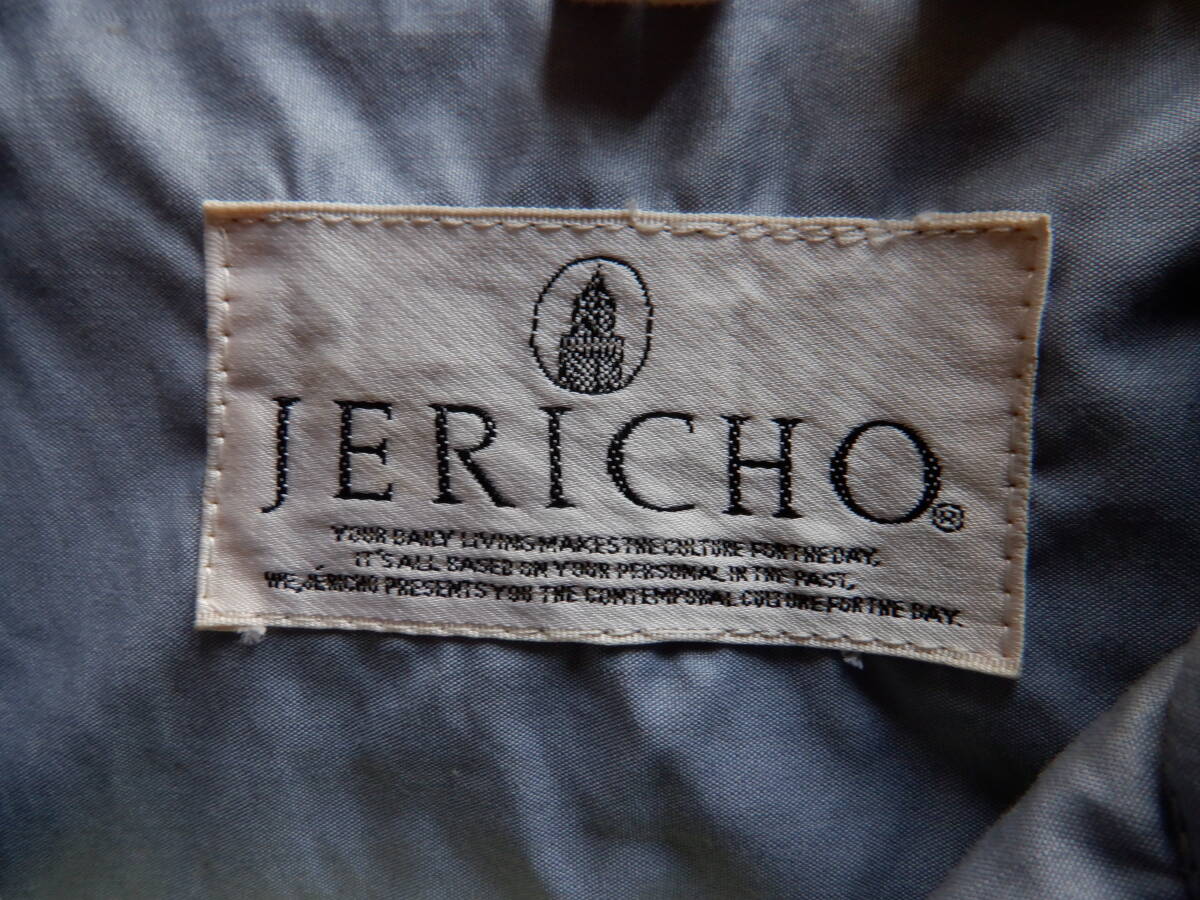 JERICHO®
YOUR DAILY LIVING MAKES THE CULTURE FOR THE DAY.
IT'S ALL BASED ON YOUR PERSONAL IN THE PAST,
WE, JERICHO PRESENTS YOU THE CONTEMPORAL CULTURE FOR THE DAY.